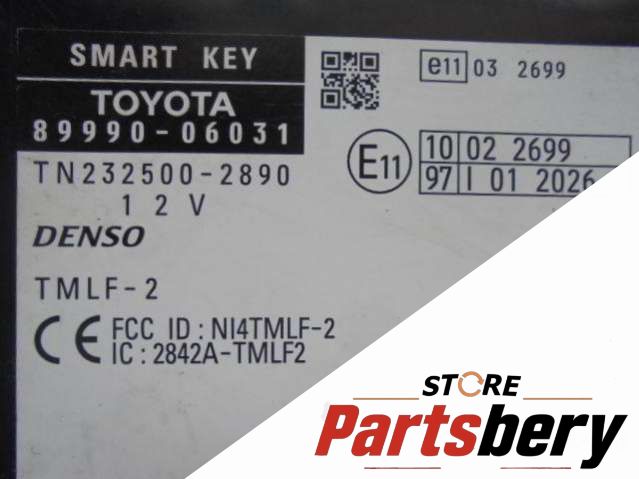 SMART KEY
TOYOTA
89990-06031
TN232500-2890
12V
DENSO
TMLF-2
CE FCC ID : NI4TMLF-2
IC : 2842A-TMLF2
e11 03 2699
E11 10 02 2699
97 I 01 2026
STORE
Partsbery